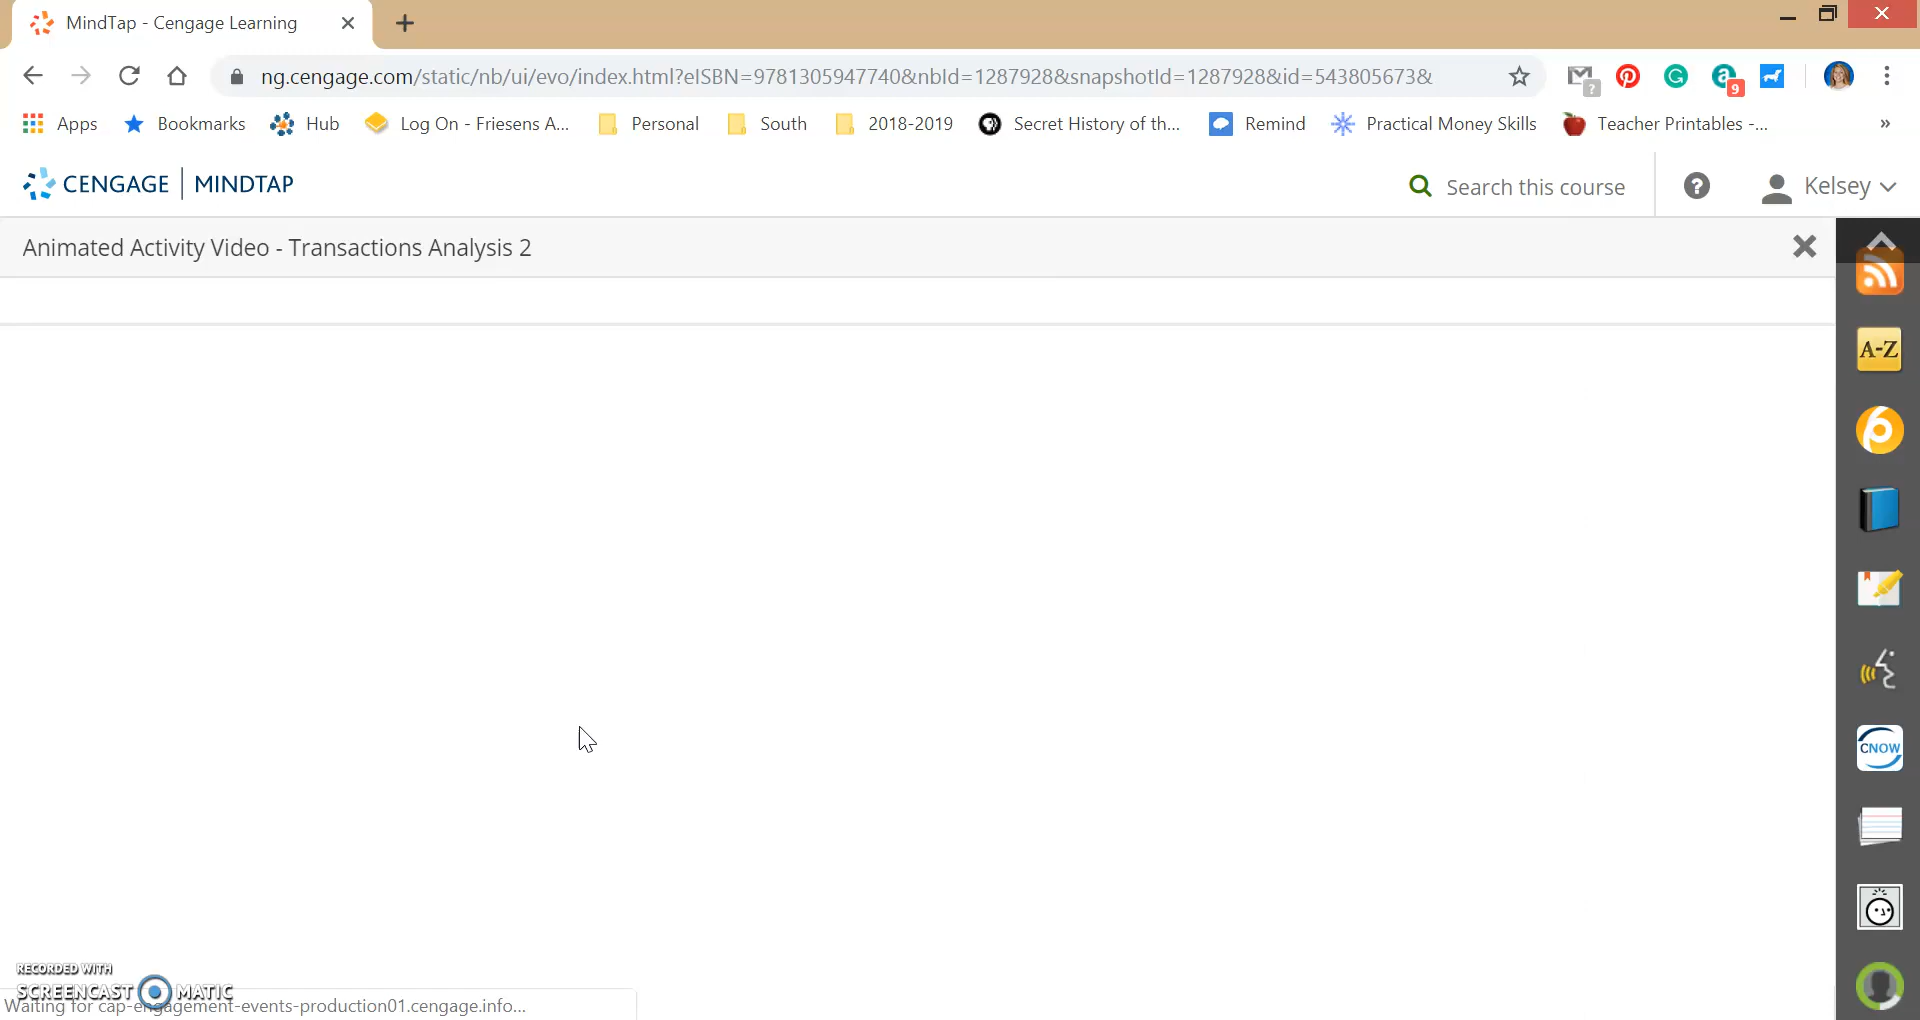 MindTap - Cengage Learning
ng.cengage.com/static/nb/ui/evo/index.html?eISBN=9781305947740&nbId=1287928&snapshotId=1287928&id=543805673&
?
9
Apps Bookmarks Hub Log On - Friesens A... Personal South 2018-2019 Secret History of th... Remind Practical Money Skills Teacher Printables -... »
CENGAGE MINDTAP
Search this course
?
Kelsey
Animated Activity Video - Transactions Analysis 2
A-Z
CNOW
RECORDED WITH
SCREENCAST MATIC
Waiting for cap-engagement-events-production01.cengage.info...